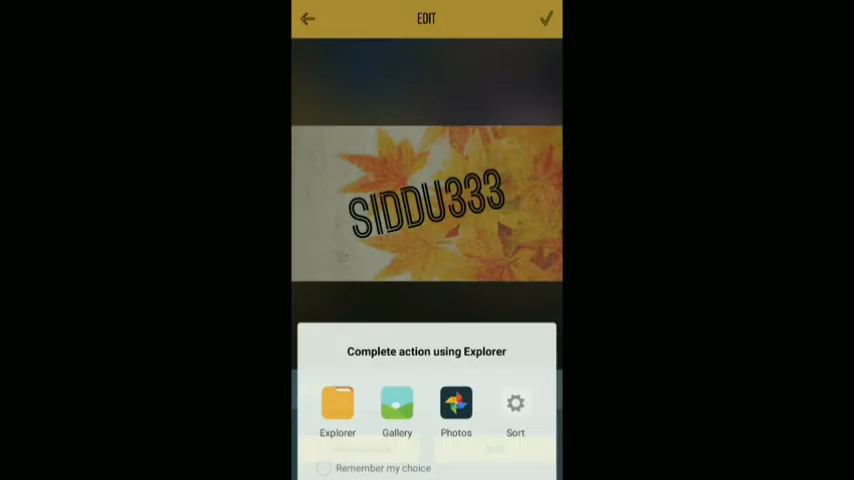 EDIT
SIDDU333
Complete action using Explorer
Explorer Gallery Photos Sort
Remember my choice